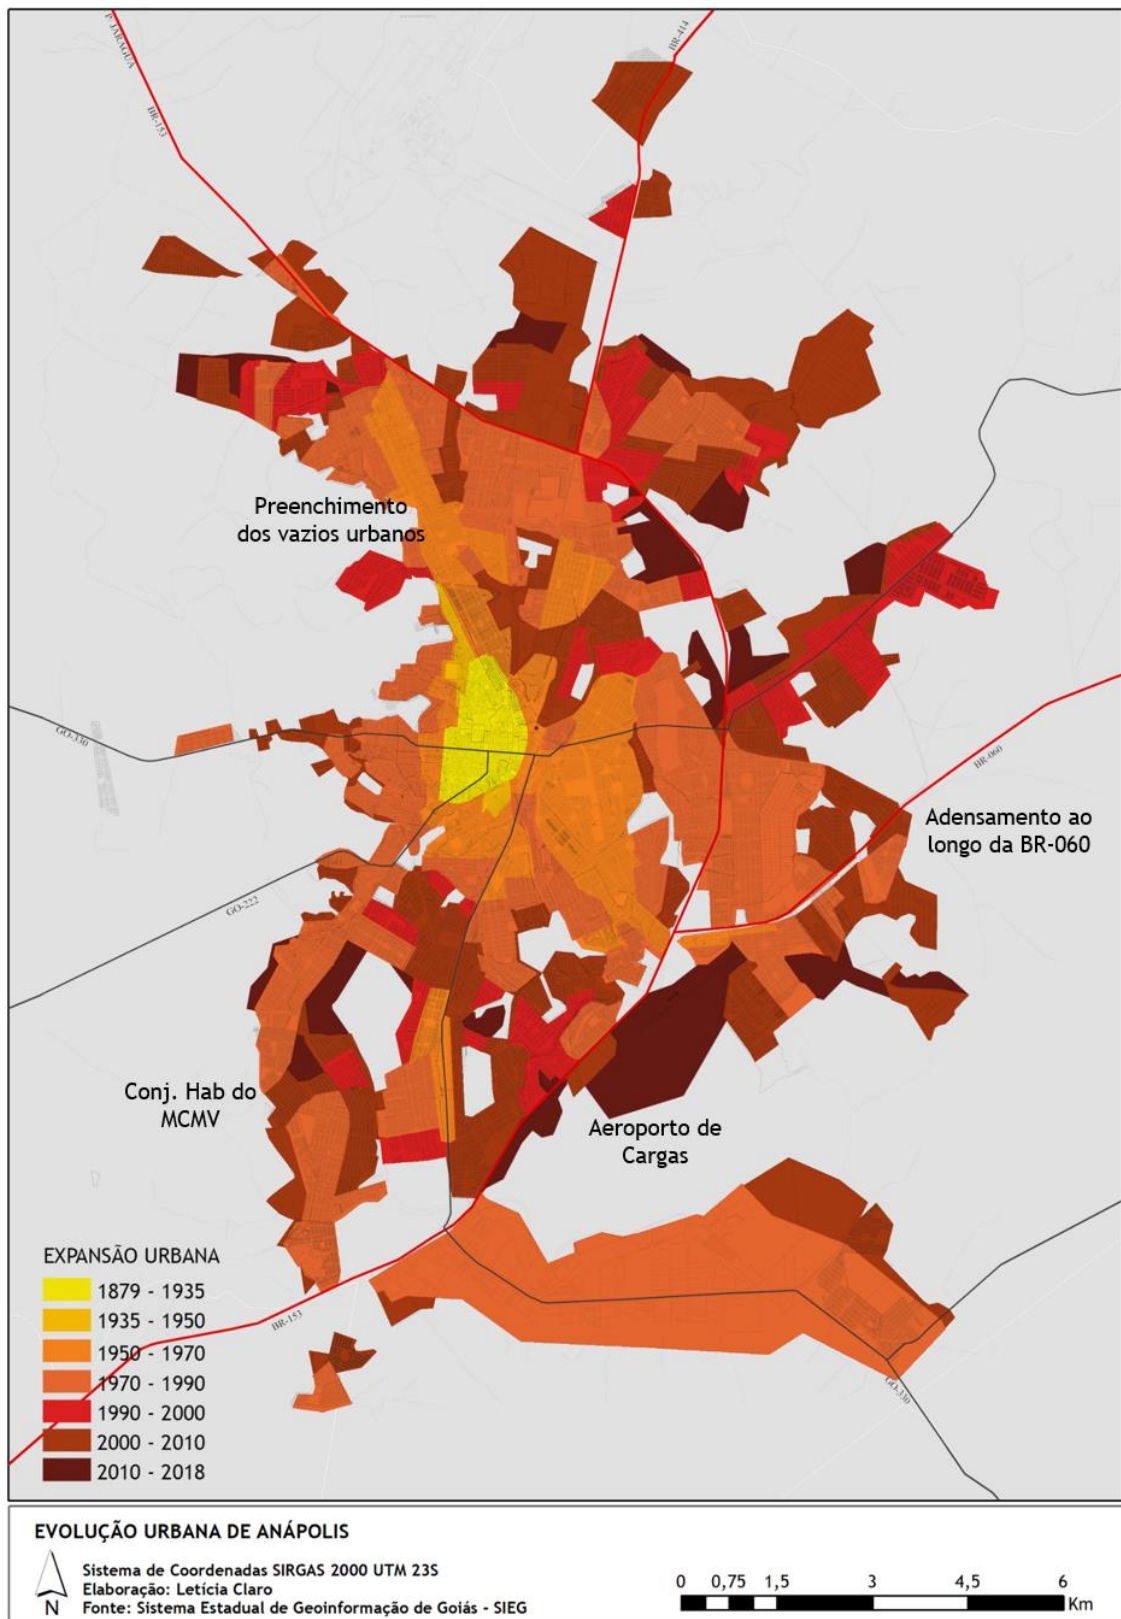 Pº JARAGUÁ
BR-153
BR-414
Preenchimento
dos vazios urbanos
GO-330
BR-060
Adensamento ao
longo da BR-060
GO-222
Conj. Hab do
MCMV
Aeroporto de
Cargas
BR-153
GO-330
EXPANSÃO URBANA
1879 - 1935
1935 - 1950
1950 - 1970
1970 - 1990
1990 - 2000
2000 - 2010
2010 - 2018
EVOLUÇÃO URBANA DE ANÁPOLIS
Sistema de Coordenadas SIRGAS 2000 UTM 23S
Elaboração: Letícia Claro
Fonte: Sistema Estadual de Geoinformação de Goiás - SIEG
N
0 0,75 1,5 3 4,5 6
Km